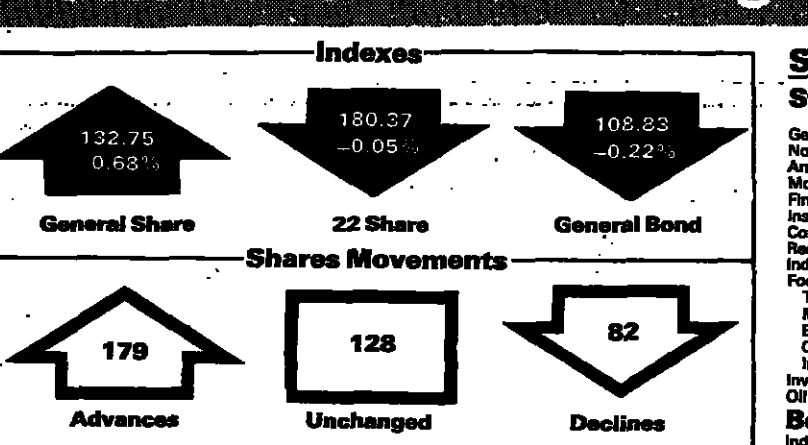 Indexes
132.75
0.68%
180.37
-0.05%
108.83
-0.22%
General Share
22 Share
General Bond
Shares Movements
179
128
82
Advances
Unchanged
Declines